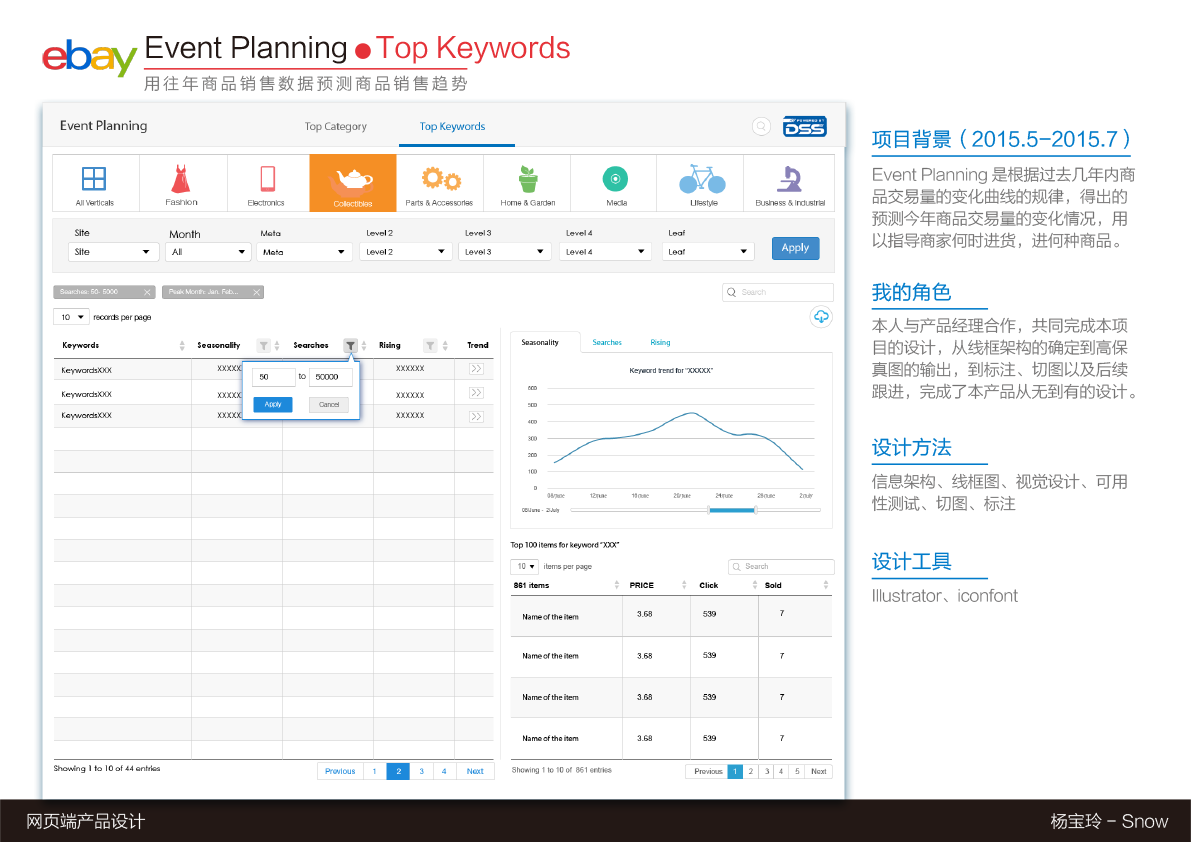 ebay Event Planning ● Top Keywords
用往年商品销售数据预测商品销售趋势
Event Planning Top Category Top Keywords POWERED BY DSS
All Verticals Fashion Electronics Collectibles Parts & Accessories Home & Garden Media Lifestyle Business & Industrial
Site Month Meta Level 2 Level 3 Level 4 Leaf
Site All Meta Level 2 Level 3 Level 4 Leaf Apply
Searches: 50- 5000 Peak Month: Jan. Feb... Search
10 records per page
Keywords Seasonality Searches Rising Trend
KeywordsXXX XXXXX XXXXXX
KeywordsXXX XXXXX XXXXXX
KeywordsXXX XXXXX XXXXXX
50 to 50000
Apply Cancel
Showing 1 to 10 of 44 entries
Previous 1 2 3 4 Next
Seasonality Searches Rising
Keyword trend for "XXXXX"
600
500
400
300
200
100
0
08/June 12/June 16/June 20/June 24/June 28/June 2/July
08/June - 2/July
Top 100 items for keyword "XXX"
10 items per page Search
861 items PRICE Click Sold
Name of the item 3.68 539 7
Name of the item 3.68 539 7
Name of the item 3.68 539 7
Name of the item 3.68 539 7
Showing 1 to 10 of 861 entries
Previous 1 2 3 4 5 Next
项目背景（2015.5-2015.7）
Event Planning 是根据过去几年内商
品交易量的变化曲线的规律，得出的
预测今年商品交易量的变化情况，用
以指导商家何时进货，进何种商品。
我的角色
本人与产品经理合作，共同完成本项
目的设计，从线框架构的确定到高保
真图的输出，到标注、切图以及后续
跟进，完成了本产品从无到有的设计。
设计方法
信息架构、线框图、视觉设计、可用
性测试、切图、标注
设计工具
Illustrator、iconfont
网页端产品设计
杨宝玲 - Snow